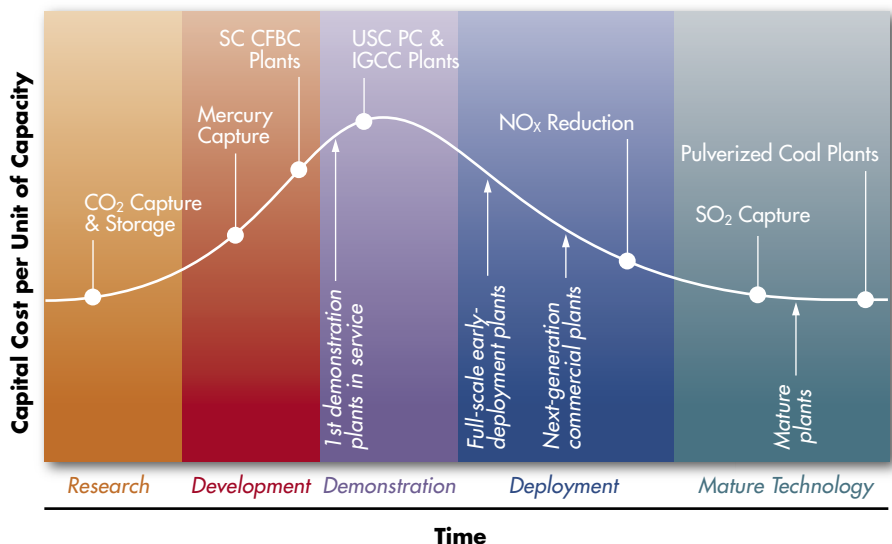 Capital Cost per Unit of Capacity
CO₂ Capture
& Storage
Mercury
Capture
SC CFBC
Plants
USC PC &
IGCC Plants
NOₓ Reduction
SO₂ Capture
Pulverized Coal Plants
1st demonstration
plants in service
Full-scale early-
deployment plants
Next-generation
commercial plants
Mature
plants
Research
Development
Demonstration
Deployment
Mature Technology
Time